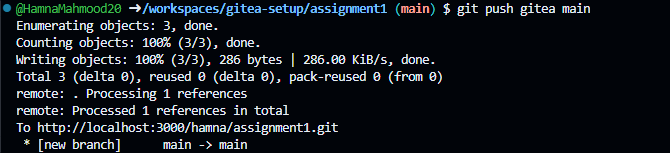 @HamnaMahmood20 ➜/workspaces/gitea-setup/assignment1 (main) $ git push gitea main
Enumerating objects: 3, done.
Counting objects: 100% (3/3), done.
Writing objects: 100% (3/3), 286 bytes | 286.00 KiB/s, done.
Total 3 (delta 0), reused 0 (delta 0), pack-reused 0 (from 0)
remote: . Processing 1 references
remote: Processed 1 references in total
To http://localhost:3000/hamna/assignment1.git
 * [new branch]      main -> main